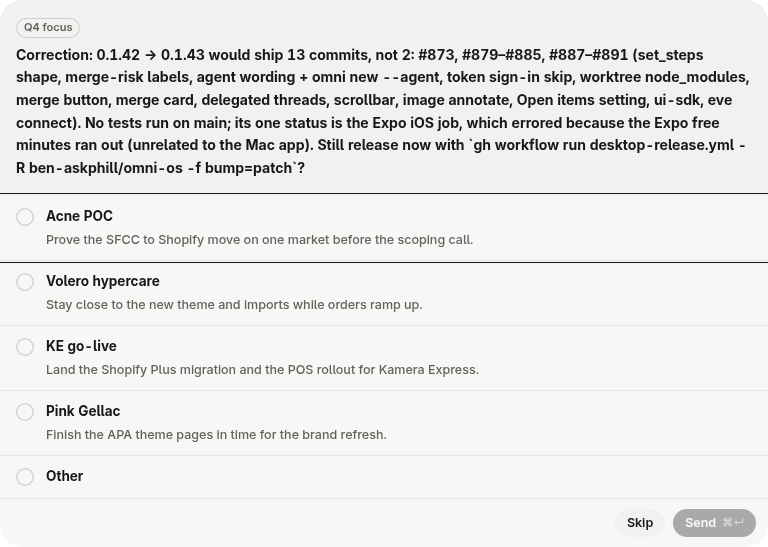 Q4 focus
Correction: 0.1.42 → 0.1.43 would ship 13 commits, not 2: #873, #879–#885, #887–#891 (set_steps
shape, merge-risk labels, agent wording + omni new --agent, token sign-in skip, worktree node_modules,
merge button, merge card, delegated threads, scrollbar, image annotate, Open items setting, ui-sdk, eve
connect). No tests run on main; its one status is the Expo iOS job, which errored because the Expo free
minutes ran out (unrelated to the Mac app). Still release now with `gh workflow run desktop-release.yml -
R ben-askphill/omni-os -f bump=patch`?
Acne POC
Prove the SFCC to Shopify move on one market before the scoping call.
Volero hypercare
Stay close to the new theme and imports while orders ramp up.
KE go-live
Land the Shopify Plus migration and the POS rollout for Kamera Express.
Pink Gellac
Finish the APA theme pages in time for the brand refresh.
Other
Skip
Send ⌘↵